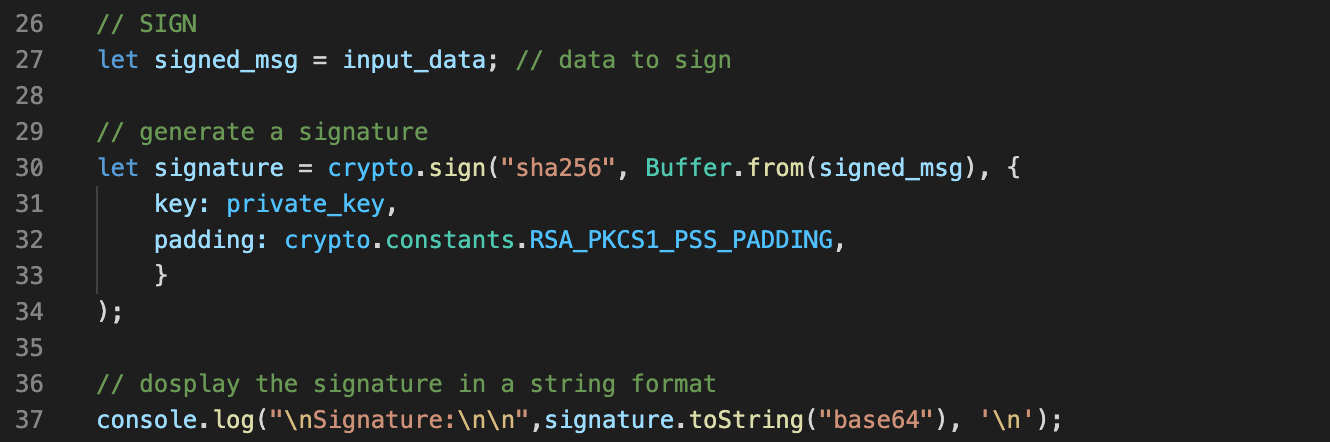 26 // SIGN
27 let signed_msg = input_data; // data to sign
28
29 // generate a signature
30 let signature = crypto.sign("sha256", Buffer.from(signed_msg), {
31     key: private_key,
32     padding: crypto.constants.RSA_PKCS1_PSS_PADDING,
33     }
34 );
35
36 // dosplay the signature in a string format
37 console.log("\nSignature:\n\n",signature.toString("base64"), '\n');